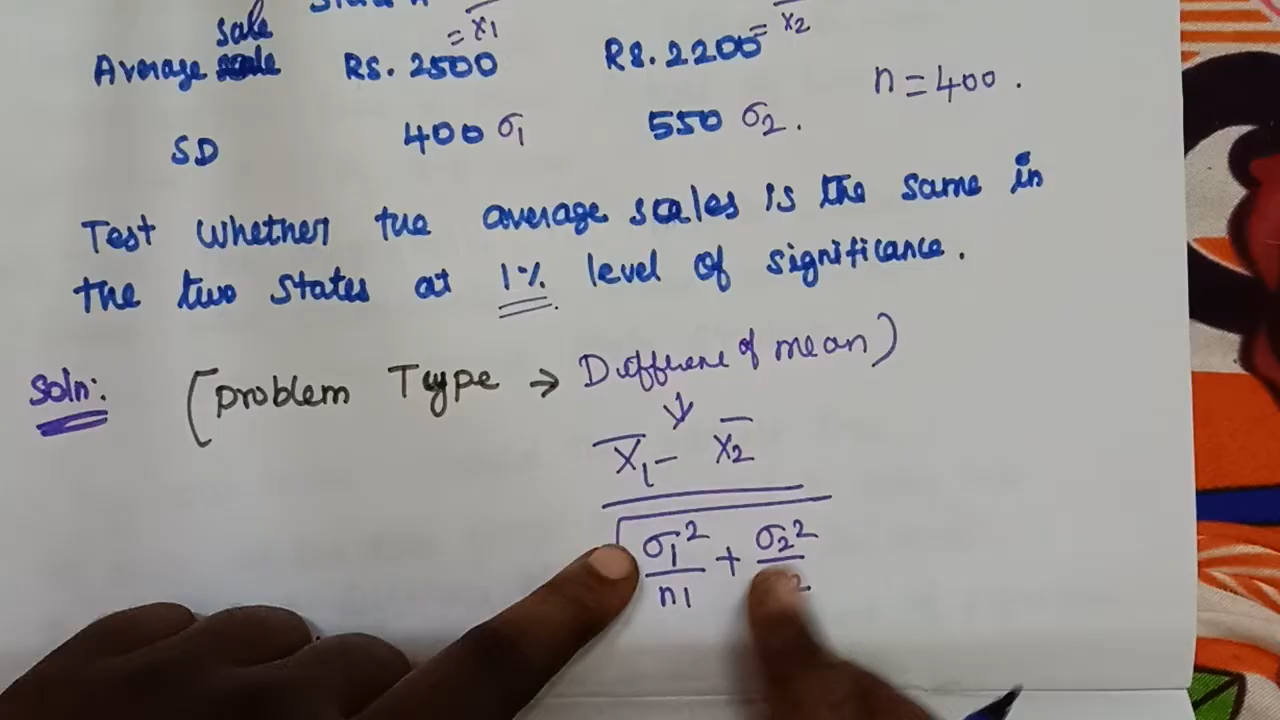 sale
= X̄1
= X̄2
Average Rs. 2500 Rs. 2200
n = 400 .
SD 400 σ1 550 σ2 .
Test Whether the average scales is the same in
the two states at 1% level of significance .
Soln: (problem Type → Difference of mean)
X̄1 - X̄2
σ1² + σ2²
n1 2